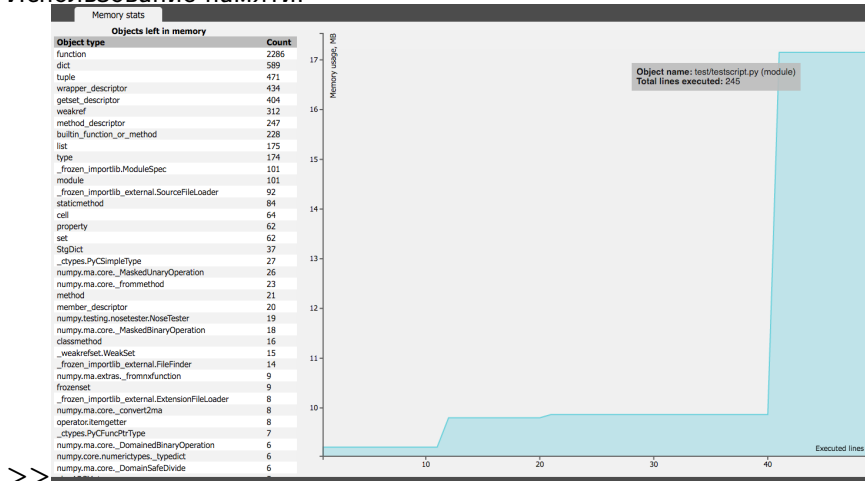 Использование памяти:
Memory stats
Objects left in memory
Object type Count
function 2286
dict 589
tuple 471
wrapper_descriptor 434
getset_descriptor 404
weakref 312
method_descriptor 247
builtin_function_or_method 228
list 175
type 174
_frozen_importlib.ModuleSpec 101
module 101
_frozen_importlib_external.SourceFileLoader 92
staticmethod 84
cell 64
property 62
set 62
StgDict 37
_ctypes.PyCSimpleType 27
numpy.ma.core._MaskedUnaryOperation 26
numpy.ma.core._frommethod 23
method 21
member_descriptor 20
numpy.testing.nosetester.NoseTester 19
numpy.ma.core._MaskedBinaryOperation 18
classmethod 16
_weakrefset.WeakSet 15
_frozen_importlib_external.FileFinder 14
numpy.ma.extras._fromnxfunction 9
frozenset 9
_frozen_importlib_external.ExtensionFileLoader 8
numpy.ma.core._convert2ma 8
operator.itemgetter 8
_ctypes.PyCFuncPtrType 7
numpy.ma.core._DomainedBinaryOperation 6
numpy.core.numerictypes._typedict 6
numpy.ma.core._DomainSafeDivide 6
Memory usage, MB
17
16
15
14
13
12
11
10
Object name: test/testscript.py (module)
Total lines executed: 245
Executed lines
10 20 30 40
>>